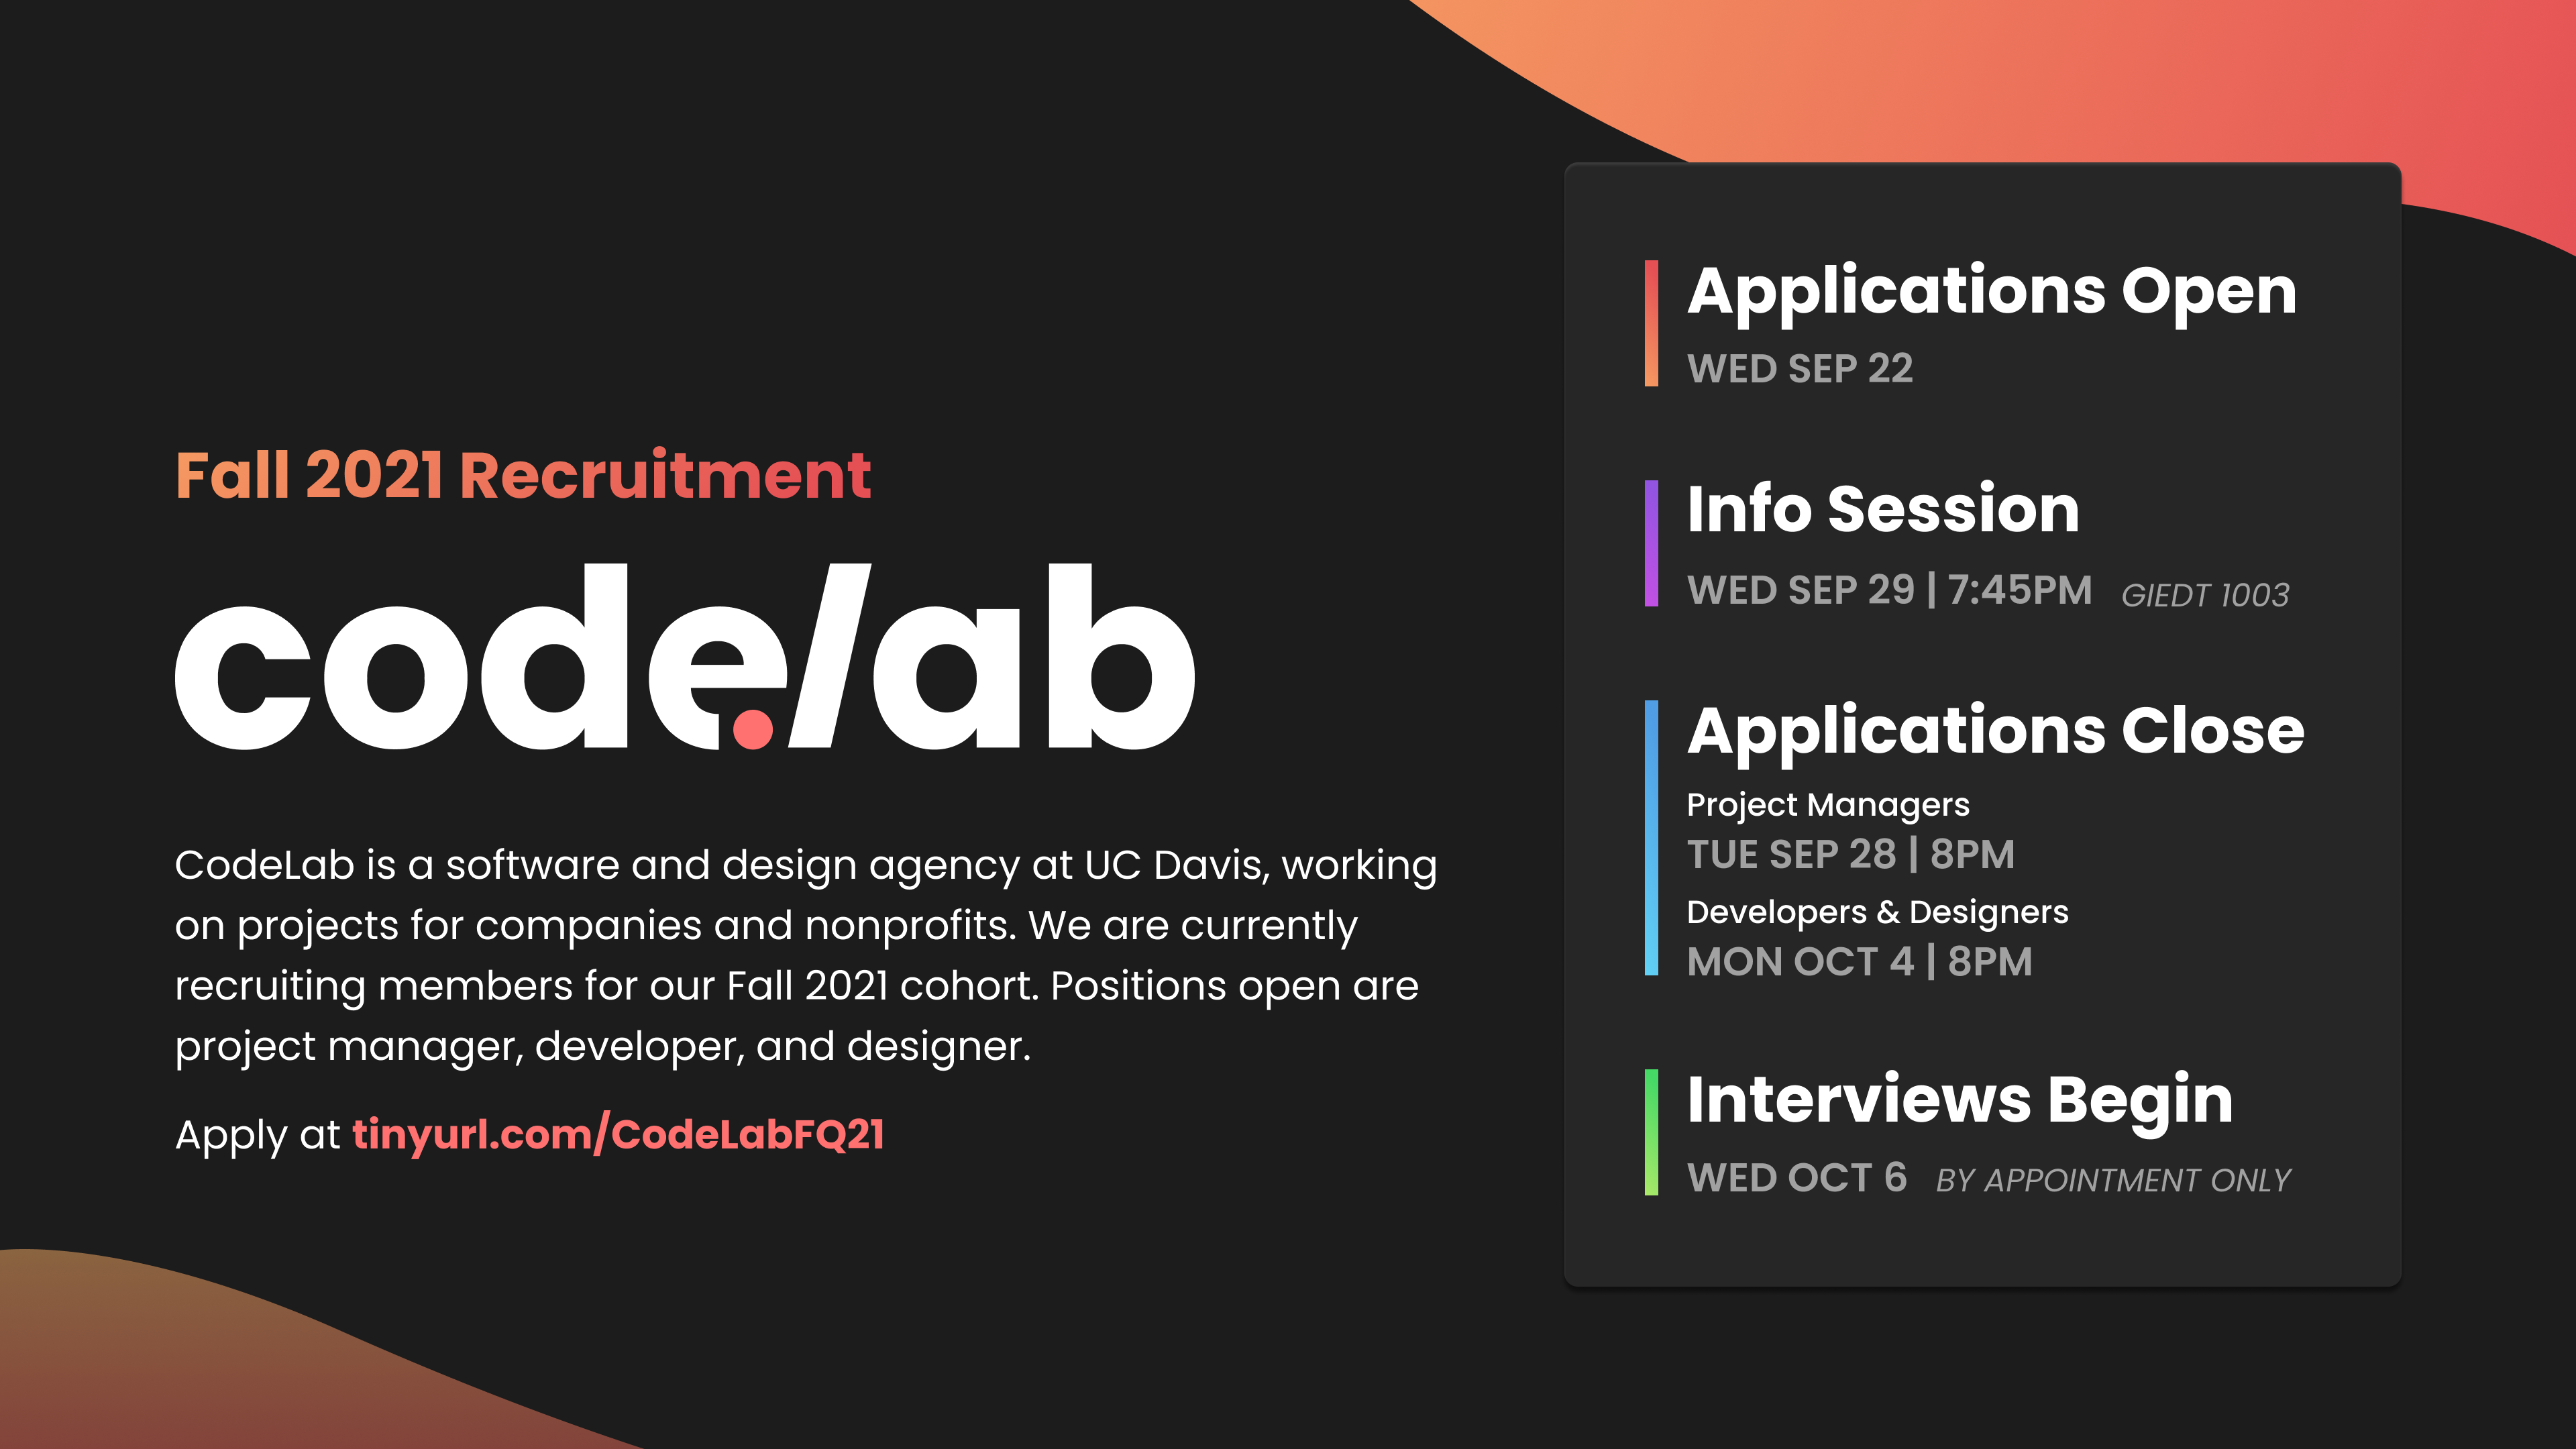 Fall 2021 Recruitment
code.lab
CodeLab is a software and design agency at UC Davis, working
on projects for companies and nonprofits. We are currently
recruiting members for our Fall 2021 cohort. Positions open are
project manager, developer, and designer.
Apply at tinyurl.com/CodeLabFQ21
Applications Open
WED SEP 22
Info Session
WED SEP 29 | 7:45PM GIEDT 1003
Applications Close
Project Managers
TUE SEP 28 | 8PM
Developers & Designers
MON OCT 4 | 8PM
Interviews Begin
WED OCT 6 BY APPOINTMENT ONLY